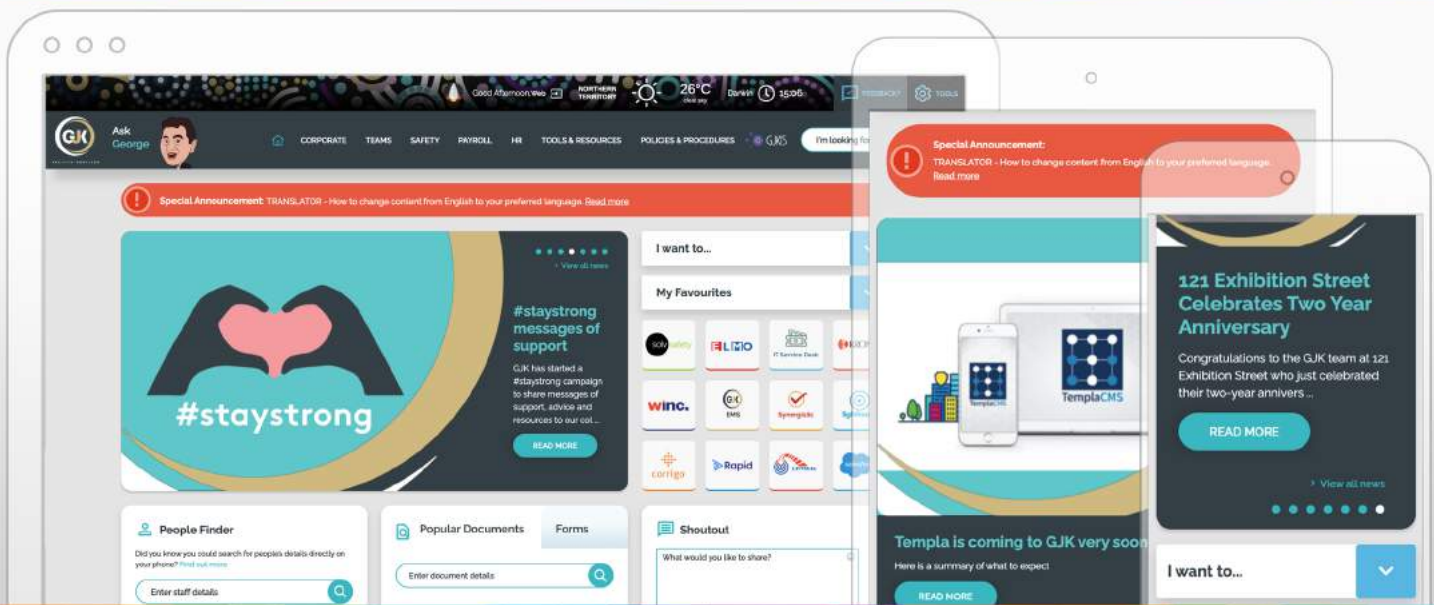 Good Afternoon, Web
NORTHERN
TERRITORY
26°C
Darwin
15:06
FEEDBACK?
TOOLS
GJK
Ask
George
CORPORATE
TEAMS
SAFETY
PAYROLL
HR
TOOLS & RESOURCES
POLICIES & PROCEDURES
I'm looking for
Special Announcement: TRANSLATOR - How to change content from English to your preferred language. Read more
#staystrong
> View all news
#staystrong
messages of
support
GJK has started a
#staystrong campaign
to share messages of
support, advice and
resources to our col...
READ MORE
I want to...
My Favourites
solv safety
ELMO
IT Service Desk
winc.
GJK
EMS
Synergistic
corrigo
Rapid
People Finder
Did you know you could search for peoples details directly on
your phone? Find out more
Enter staff details
Popular Documents
Forms
Enter document details
Shoutout
What would you like to share?
Special Announcement:
TRANSLATOR - How to change content from English to your preferred language.
Read more
TemplaCMS
Templa is coming to GJK very soon
Here is a summary of what to expect
READ MORE
121 Exhibition Street
Celebrates Two Year
Anniversary
Congratulations to the GJK team at 121
Exhibition Street who just celebrated
their two-year annivers ...
READ MORE
> View all news
I want to...